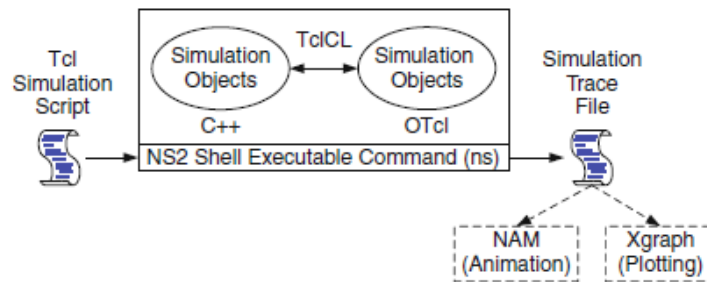 Tcl
Simulation
Script
Simulation
Objects
TclCL
Simulation
Objects
C++
OTcl
NS2 Shell Executable Command (ns)
Simulation
Trace
File
NAM
(Animation)
Xgraph
(Plotting)